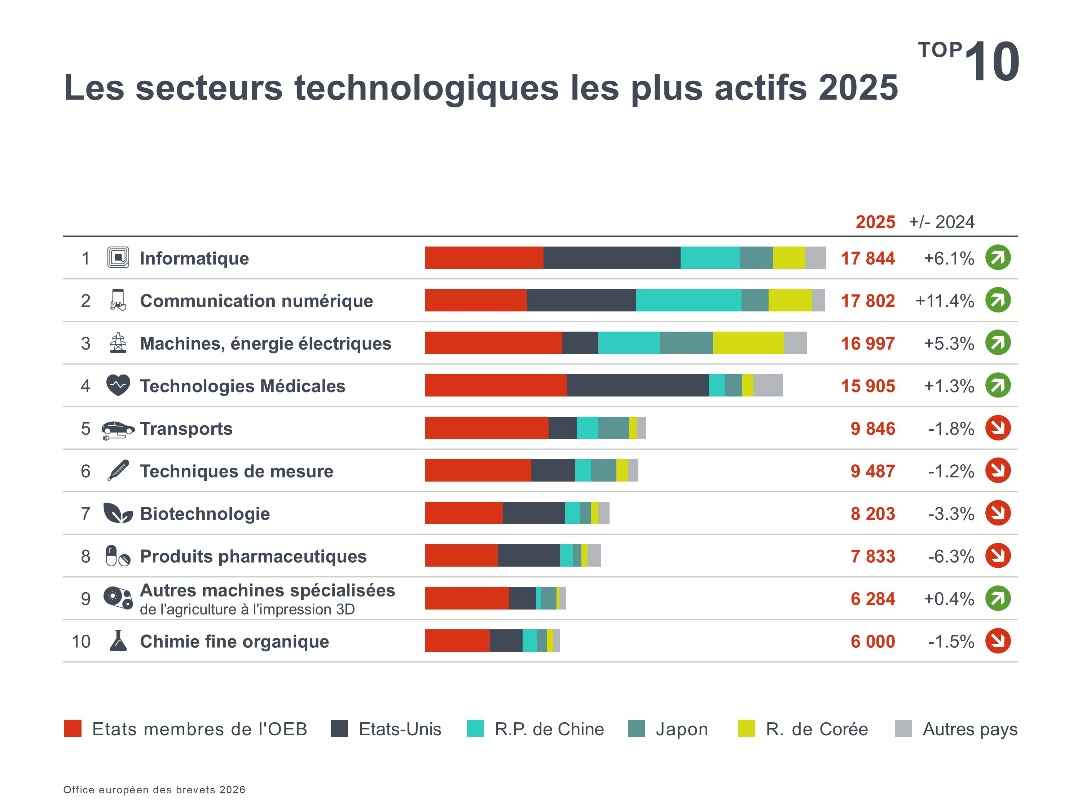 TOP10
Les secteurs technologiques les plus actifs 2025
2025 +/- 2024
1 Informatique 17 844 +6.1%
2 Communication numérique 17 802 +11.4%
3 Machines, énergie électriques 16 997 +5.3%
4 Technologies Médicales 15 905 +1.3%
5 Transports 9 846 -1.8%
6 Techniques de mesure 9 487 -1.2%
7 Biotechnologie 8 203 -3.3%
8 Produits pharmaceutiques 7 833 -6.3%
9 Autres machines spécialisées 6 284 +0.4%
de l'agriculture à l'impression 3D
10 Chimie fine organique 6 000 -1.5%
Etats membres de l'OEB Etats-Unis R.P. de Chine Japon R. de Corée Autres pays
Office européen des brevets 2026